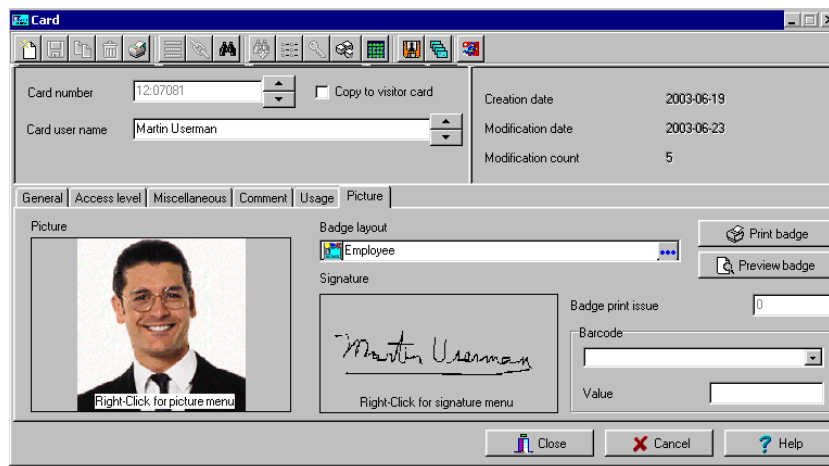 Card
Card number
12:07081
Copy to visitor card
Card user name
Martin Userman
Creation date
2003-06-19
Modification date
2003-06-23
Modification count
5
General
Access level
Miscellaneous
Comment
Usage
Picture
Picture
Right-Click for picture menu
Badge layout
Employee
Signature
Martin Userman
Right-Click for signature menu
Print badge
Preview badge
Badge print issue
0
Barcode
Value
Close
Cancel
Help